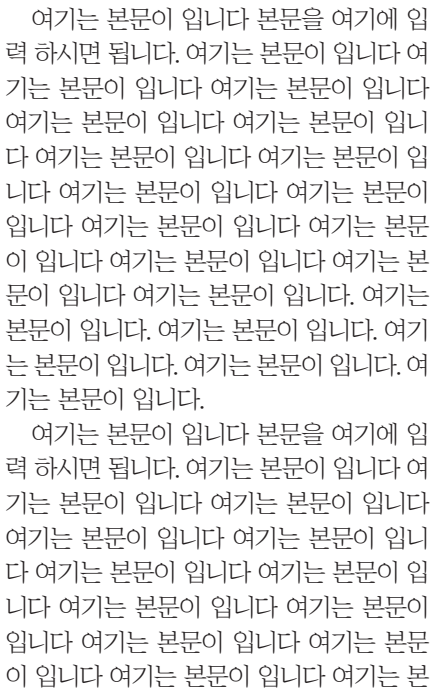 여기는 본문이 입니다 본문을 여기에 입
력 하시면 됩니다. 여기는 본문이 입니다 여
기는 본문이 입니다 여기는 본문이 입니다
여기는 본문이 입니다 여기는 본문이 입니
다 여기는 본문이 입니다 여기는 본문이 입
니다 여기는 본문이 입니다 여기는 본문이
입니다 여기는 본문이 입니다 여기는 본문
이 입니다 여기는 본문이 입니다 여기는 본
문이 입니다 여기는 본문이 입니다. 여기는
본문이 입니다. 여기는 본문이 입니다. 여기
는 본문이 입니다. 여기는 본문이 입니다. 여
기는 본문이 입니다.
여기는 본문이 입니다 본문을 여기에 입
력 하시면 됩니다. 여기는 본문이 입니다 여
기는 본문이 입니다 여기는 본문이 입니다
여기는 본문이 입니다 여기는 본문이 입니
다 여기는 본문이 입니다 여기는 본문이 입
니다 여기는 본문이 입니다 여기는 본문이
입니다 여기는 본문이 입니다 여기는 본문
이 입니다 여기는 본문이 입니다 여기는 본